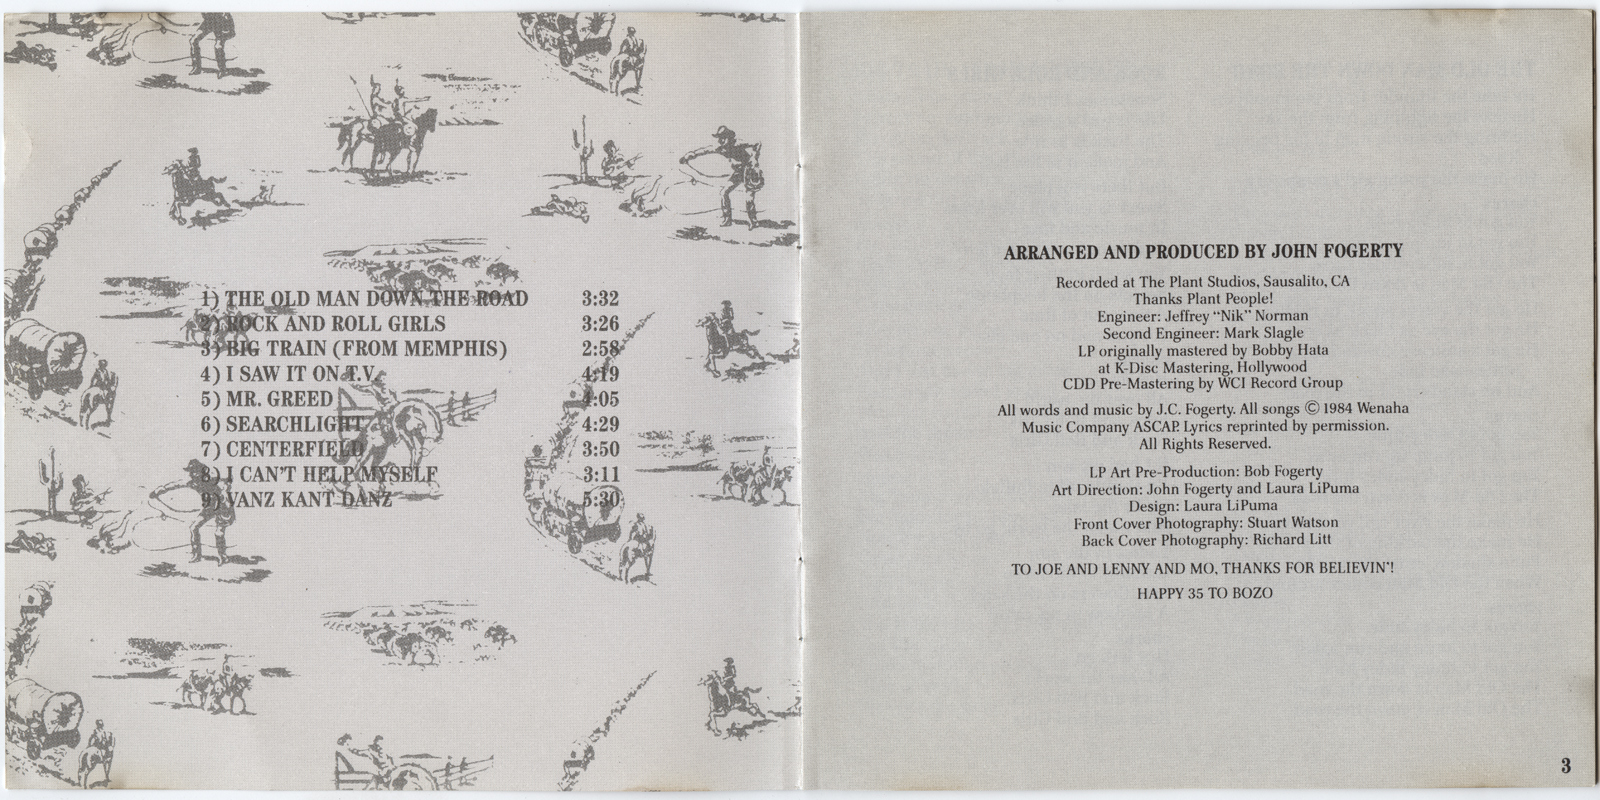 1) THE OLD MAN DOWN THE ROAD 3:32
2) ROCK AND ROLL GIRLS 3:26
3) BIG TRAIN (FROM MEMPHIS) 2:58
4) I SAW IT ON T.V. 4:19
5) MR. GREED 4:05
6) SEARCHLIGHT 4:29
7) CENTERFIELD 3:50
8) I CAN'T HELP MYSELF 3:11
9) VANZ KANT DANZ 5:30
ARRANGED AND PRODUCED BY JOHN FOGERTY
Recorded at The Plant Studios, Sausalito, CA
Thanks Plant People!
Engineer: Jeffrey “Nik” Norman
Second Engineer: Mark Slagle
LP originally mastered by Bobby Hata
at K-Disc Mastering, Hollywood
CDD Pre-Mastering by WCI Record Group
All words and music by J.C. Fogerty. All songs © 1984 Wenaha
Music Company ASCAP. Lyrics reprinted by permission.
All Rights Reserved.
LP Art Pre-Production: Bob Fogerty
Art Direction: John Fogerty and Laura LiPuma
Design: Laura LiPuma
Front Cover Photography: Stuart Watson
Back Cover Photography: Richard Litt
TO JOE AND LENNY AND MO, THANKS FOR BELIEVIN'!
HAPPY 35 TO BOZO
3